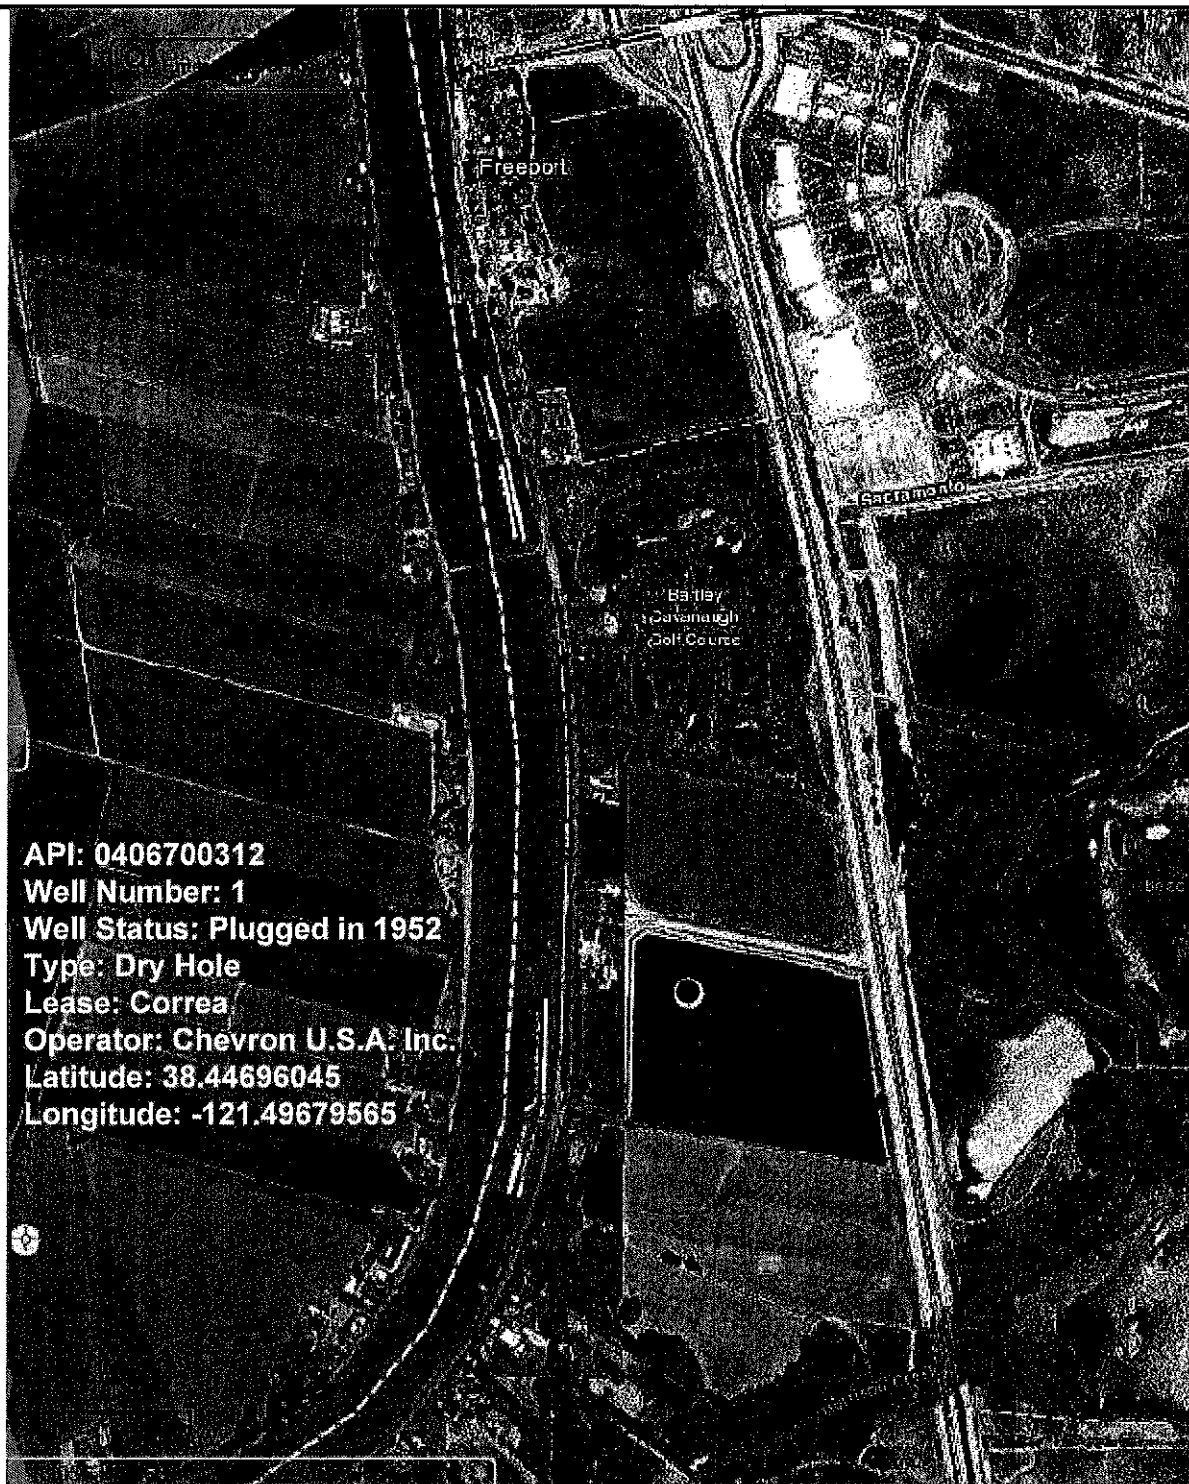 Freeport
Sacramento
Bartley
Cavanaugh
Golf Course
API: 0406700312
Well Number: 1
Well Status: Plugged in 1952
Type: Dry Hole
Lease: Correa
Operator: Chevron U.S.A. Inc.
Latitude: 38.44696045
Longitude: -121.49679565